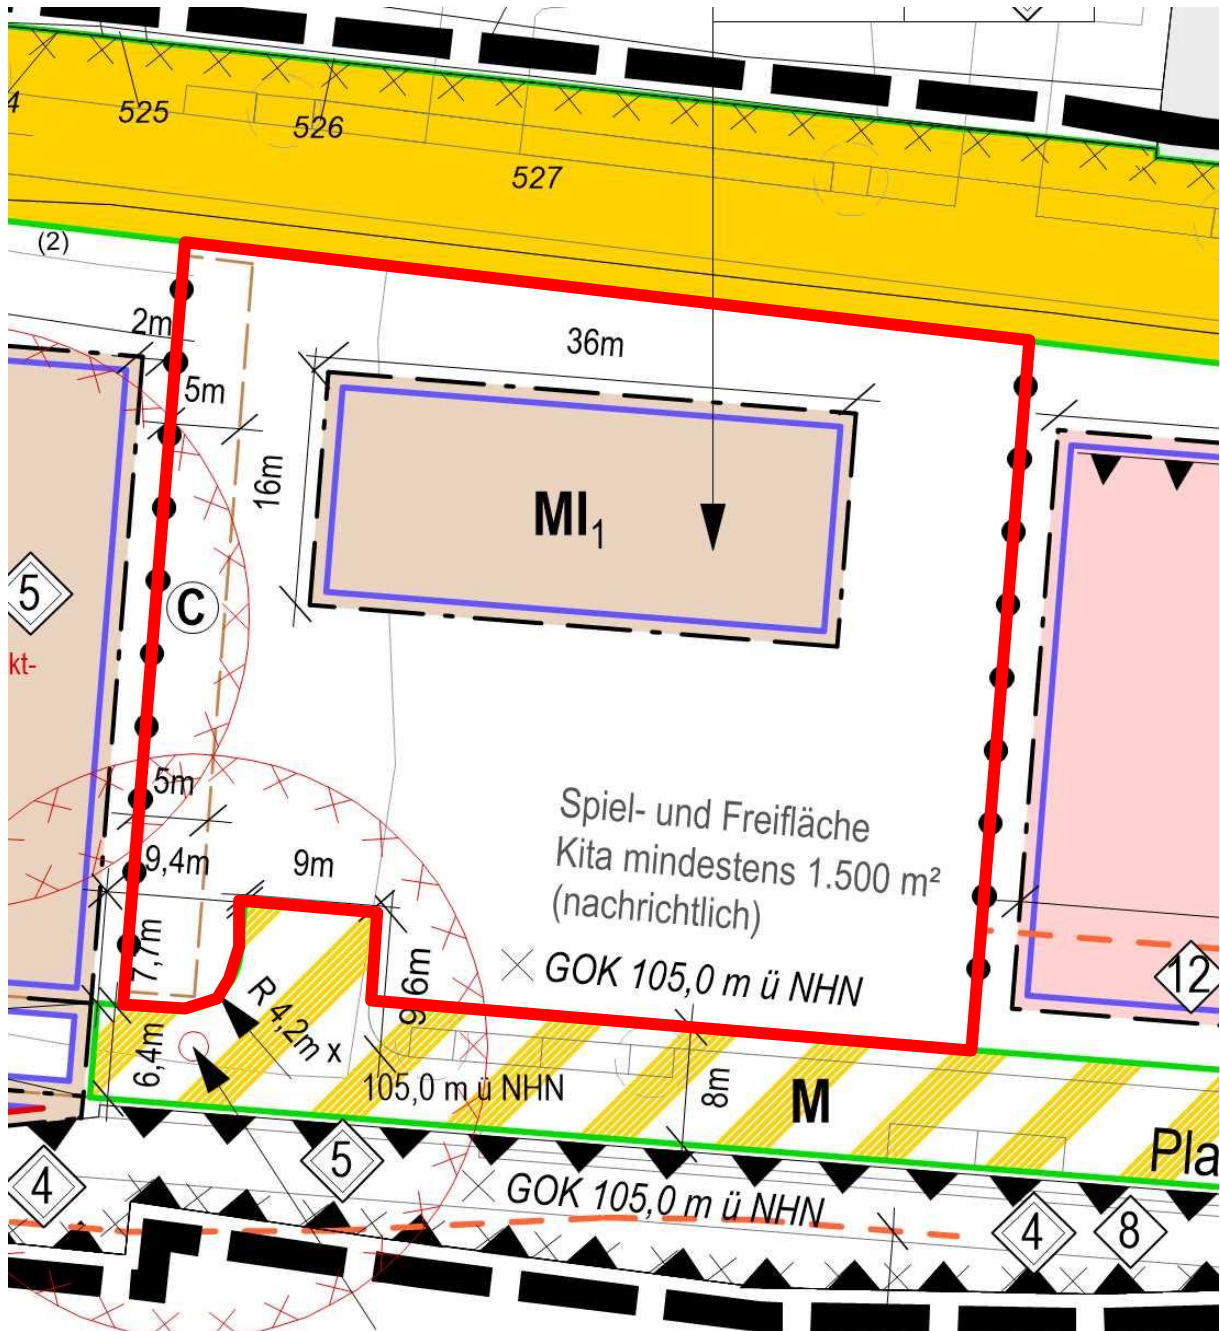 4
525
526
527
(2)
2m
36m
5m
16m
MI1
5
C
kt-
5m
Spiel- und Freifläche
9,4m
9m
Kita mindestens 1.500 m²
(nachrichtlich)
7,7m
9,6m
GOK 105,0 m ü NHN
12
R 4,2m x
6,4m
105,0 m ü NHN
8m
M
Pla
5
4
GOK 105,0 m ü NHN
4
8